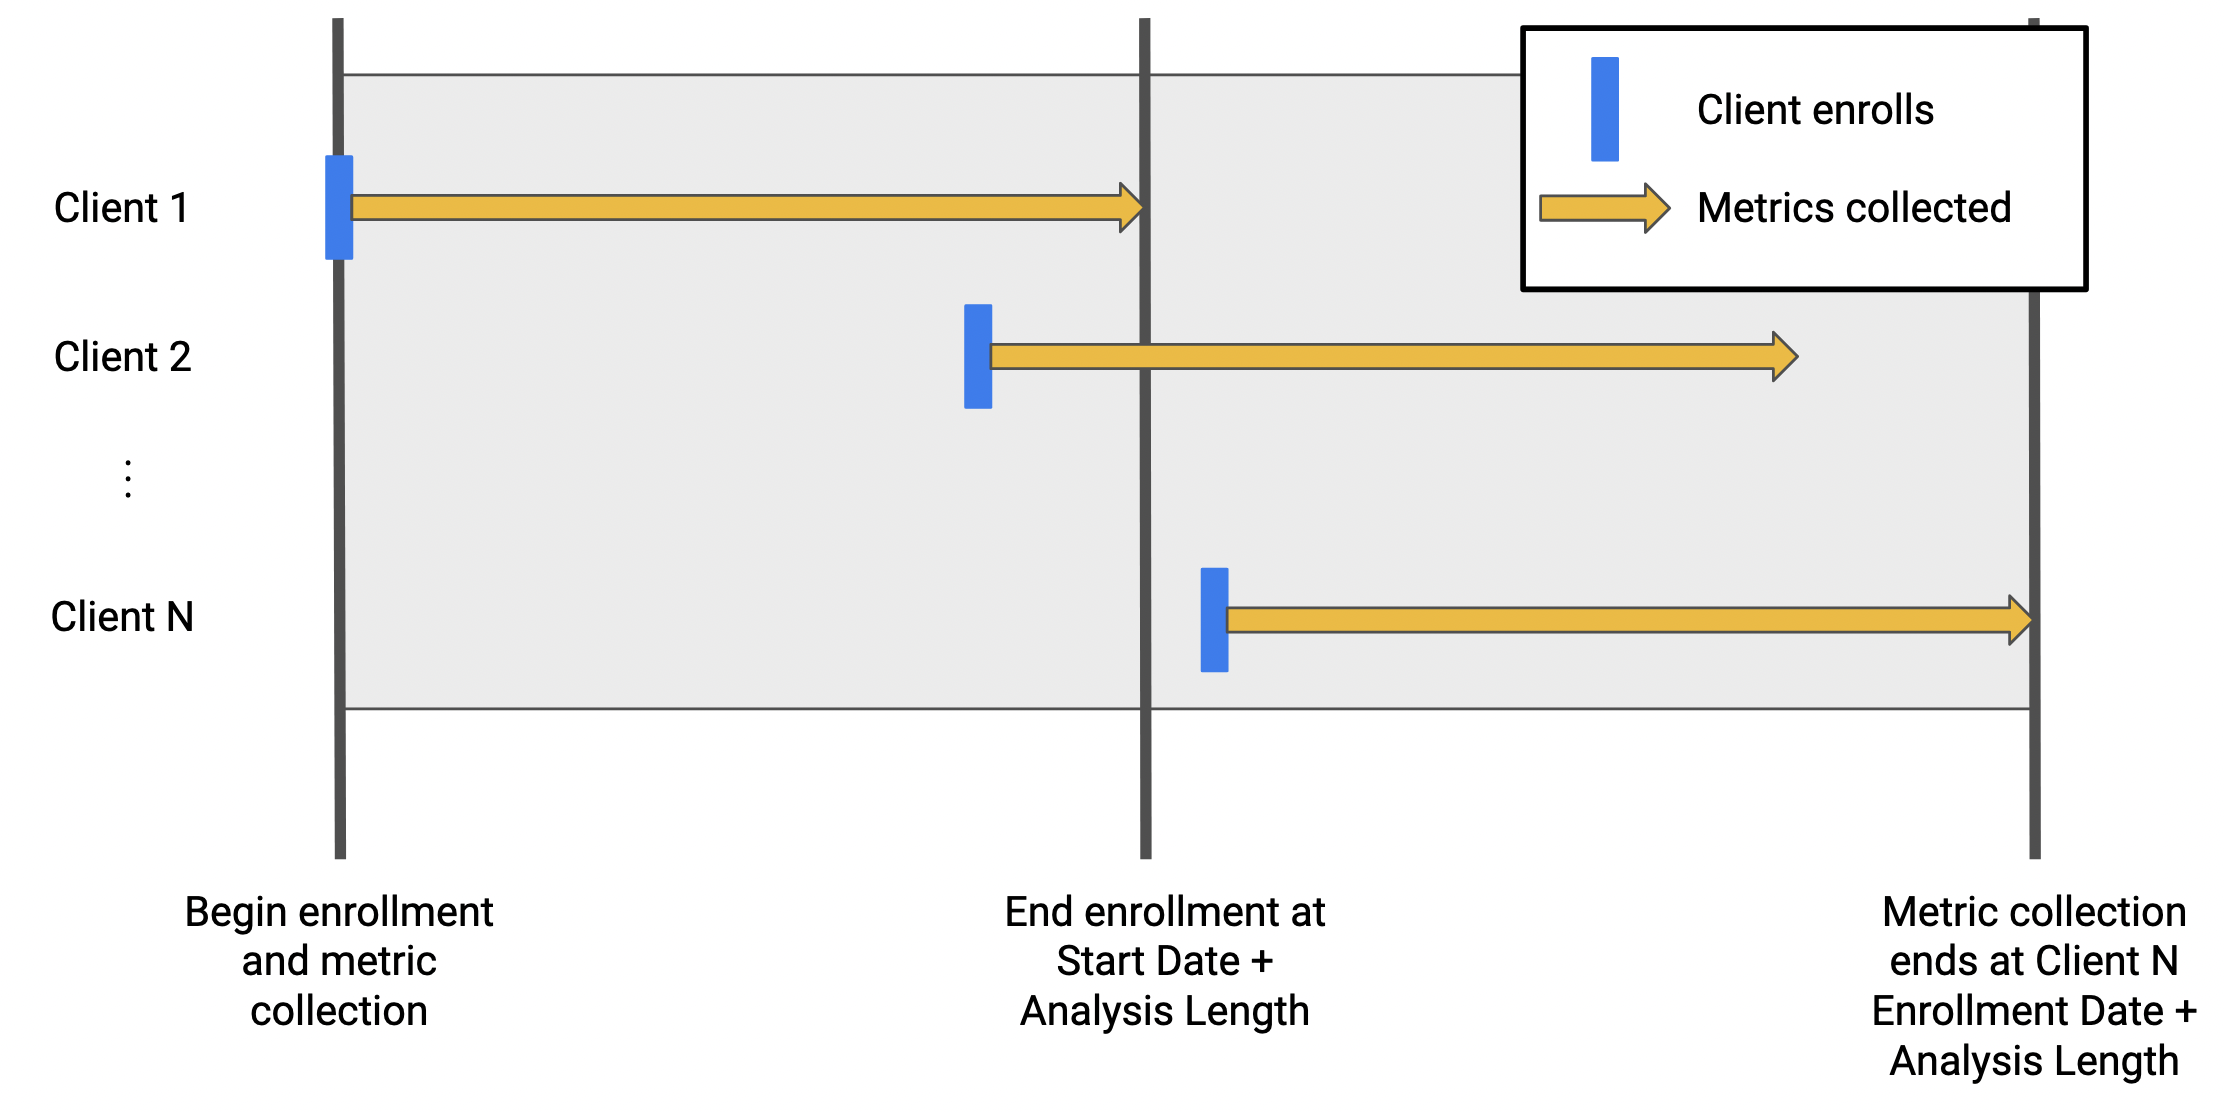 Client enrolls
Metrics collected
Client 1
Client 2
⋮
Client N
Begin enrollment
and metric
collection
End enrollment at
Start Date +
Analysis Length
Metric collection
ends at Client N
Enrollment Date +
Analysis Length